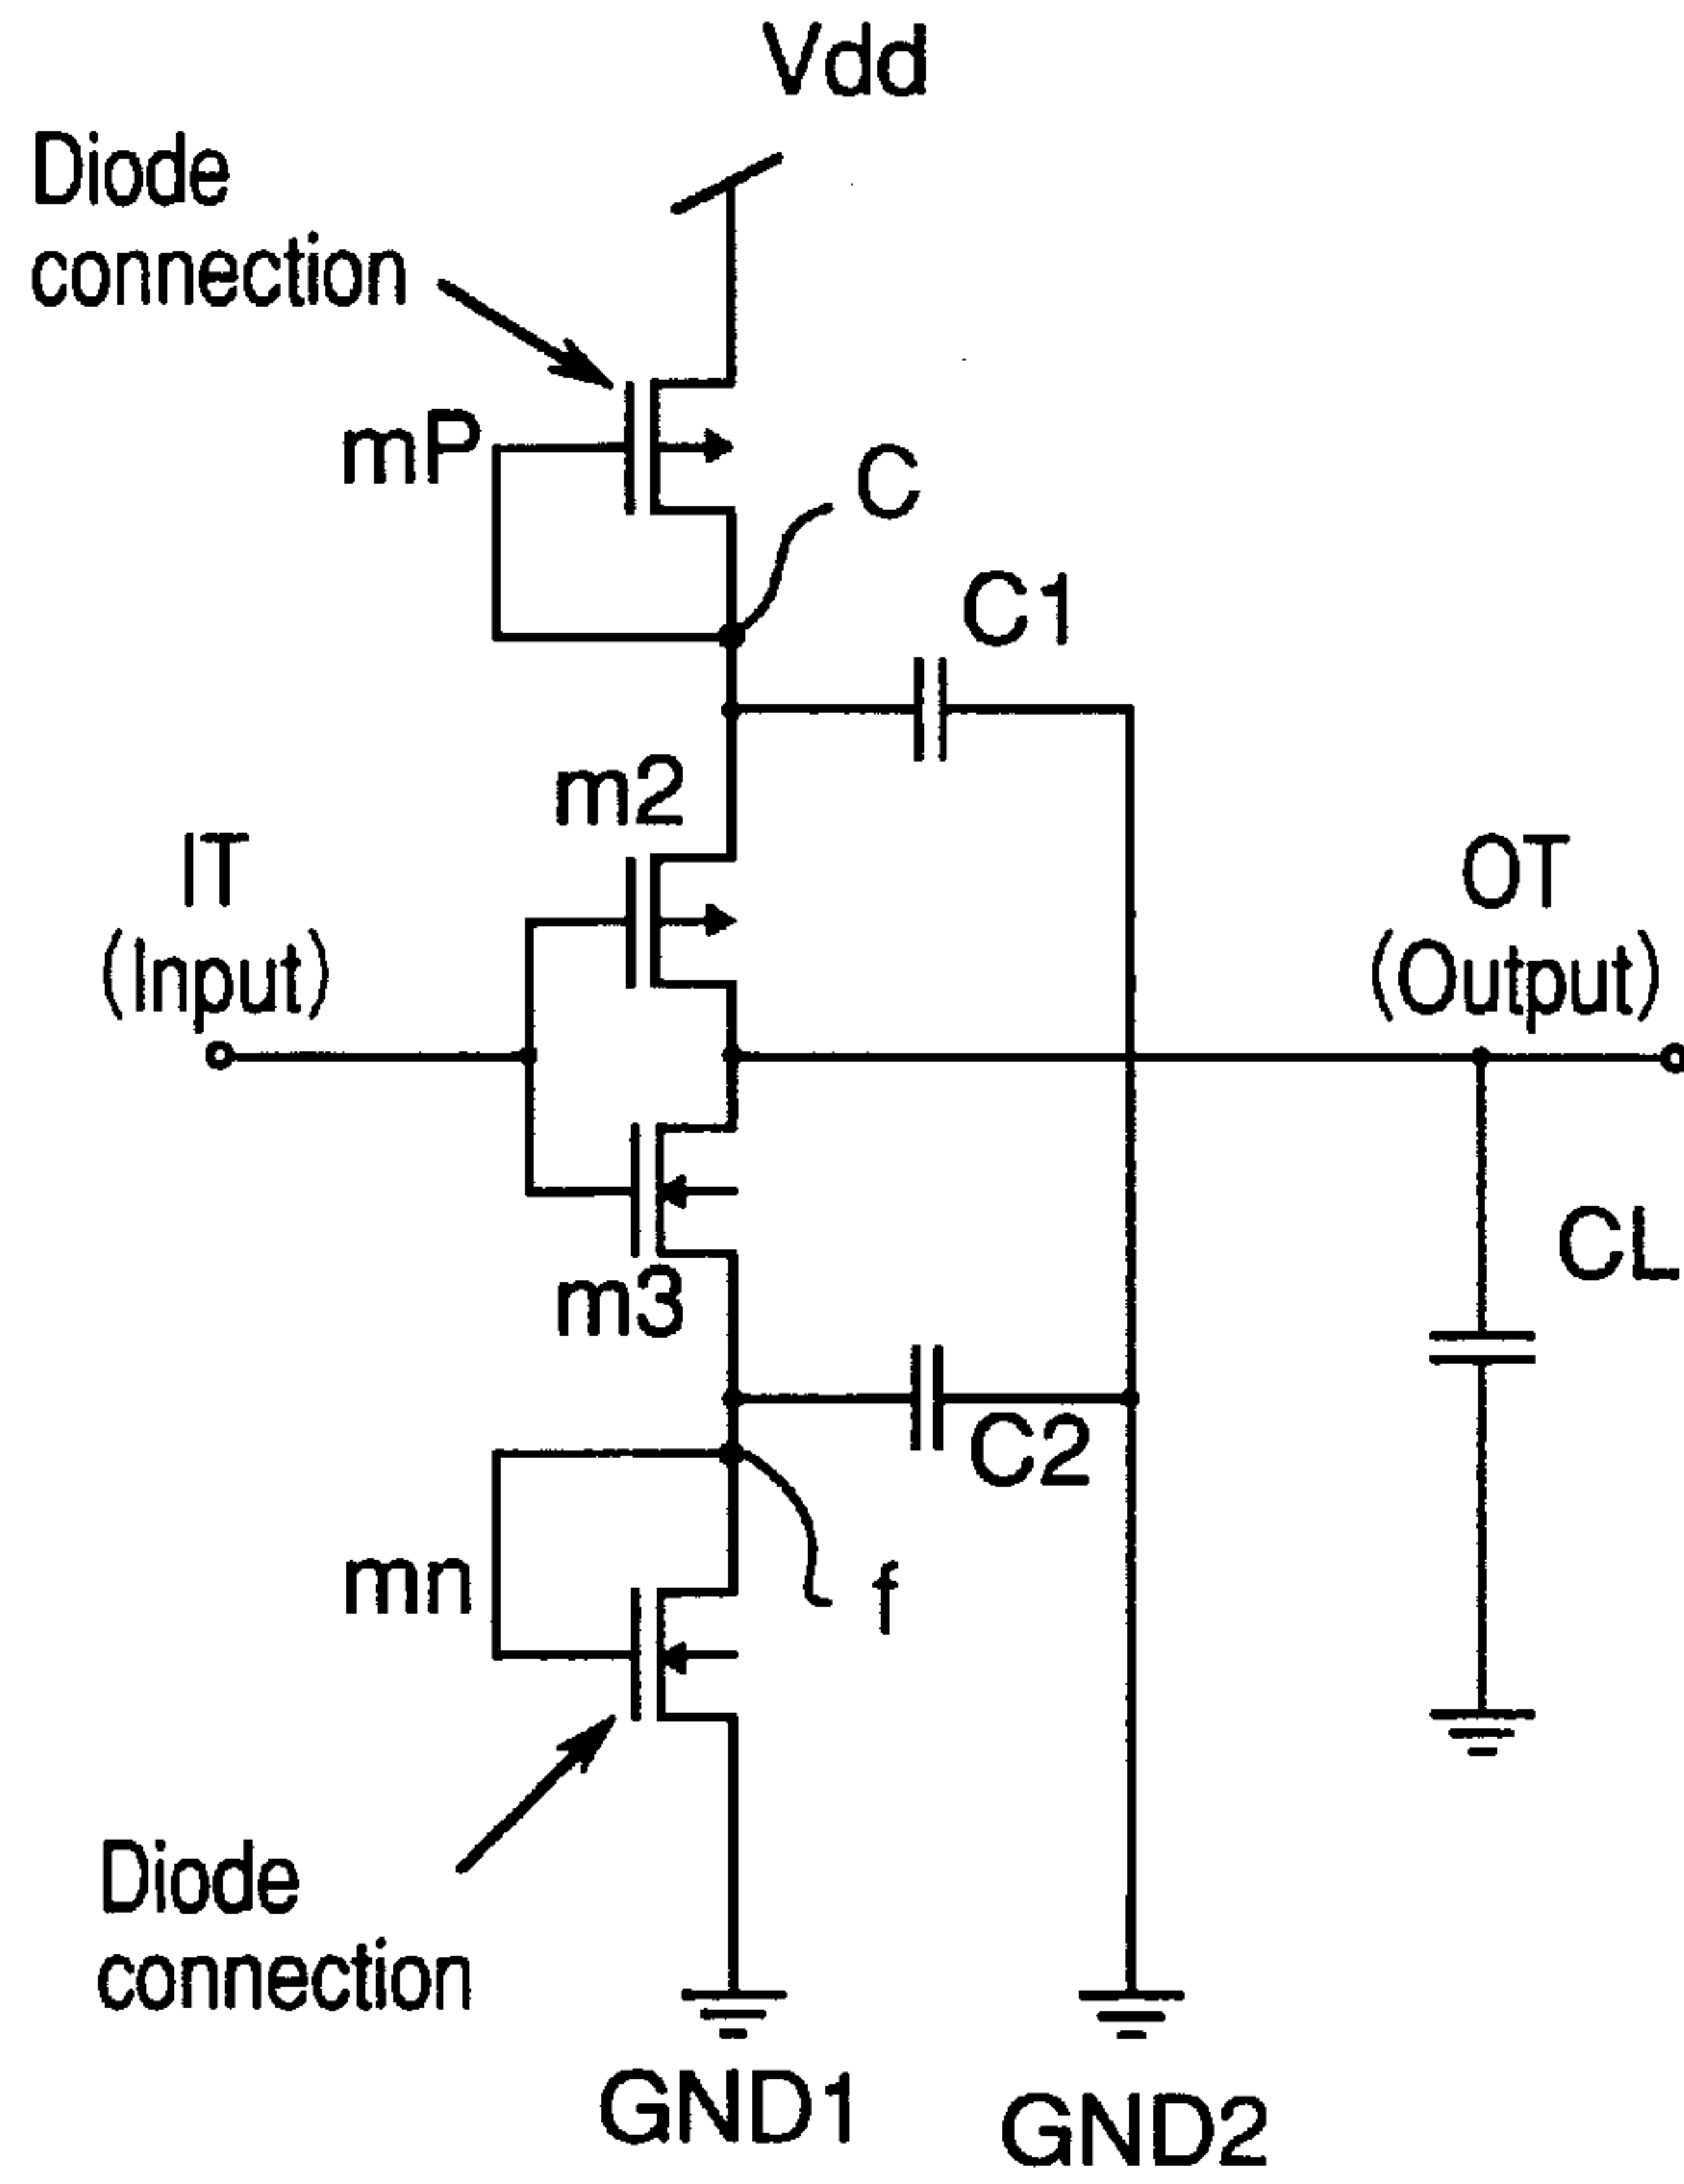 Vdd
Diode
connection
mP
C
C1
m2
IT
(Input)
OT
(Output)
CL
m3
C2
mn
f
Diode
connection
GND1
GND2